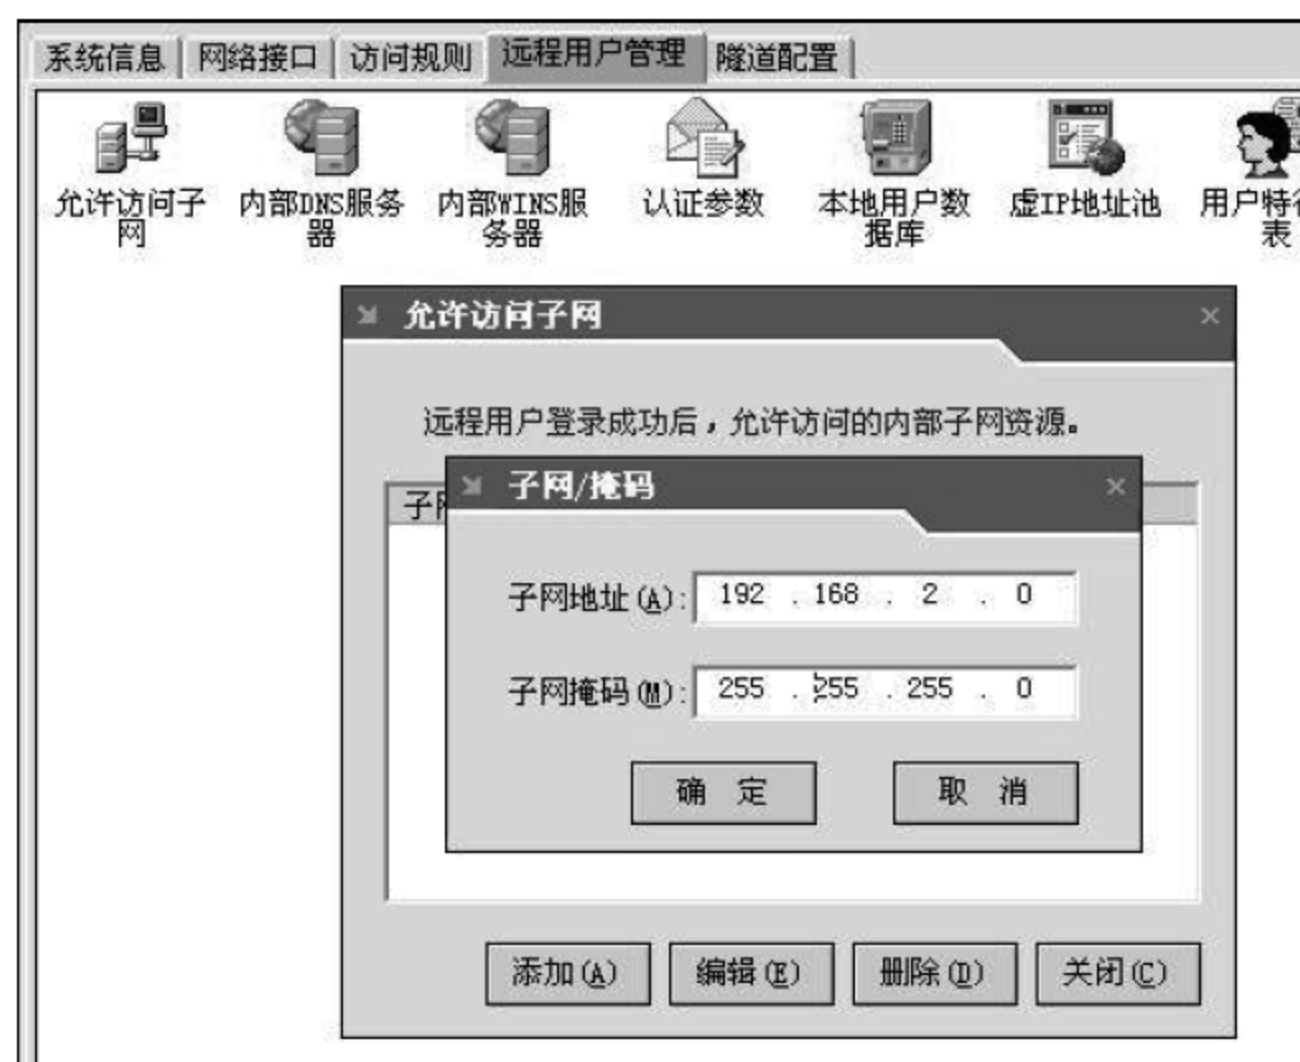 系统信息 网络接口 访问规则 远程用户管理 隧道配置
允许访问子 内部DNS服务 内部WINS服 认证参数 本地用户数 虚IP地址池 用户特
网 器 务器 据库 表
允许访问子网
远程用户登录成功后，允许访问的内部子网资源。
子网/掩码
子
子网地址(A): 192 . 168 . 2 . 0
子网掩码(M): 255 . 255 . 255 . 0
确 定 取 消
添加(A) 编辑(E) 删除(D) 关闭(C)